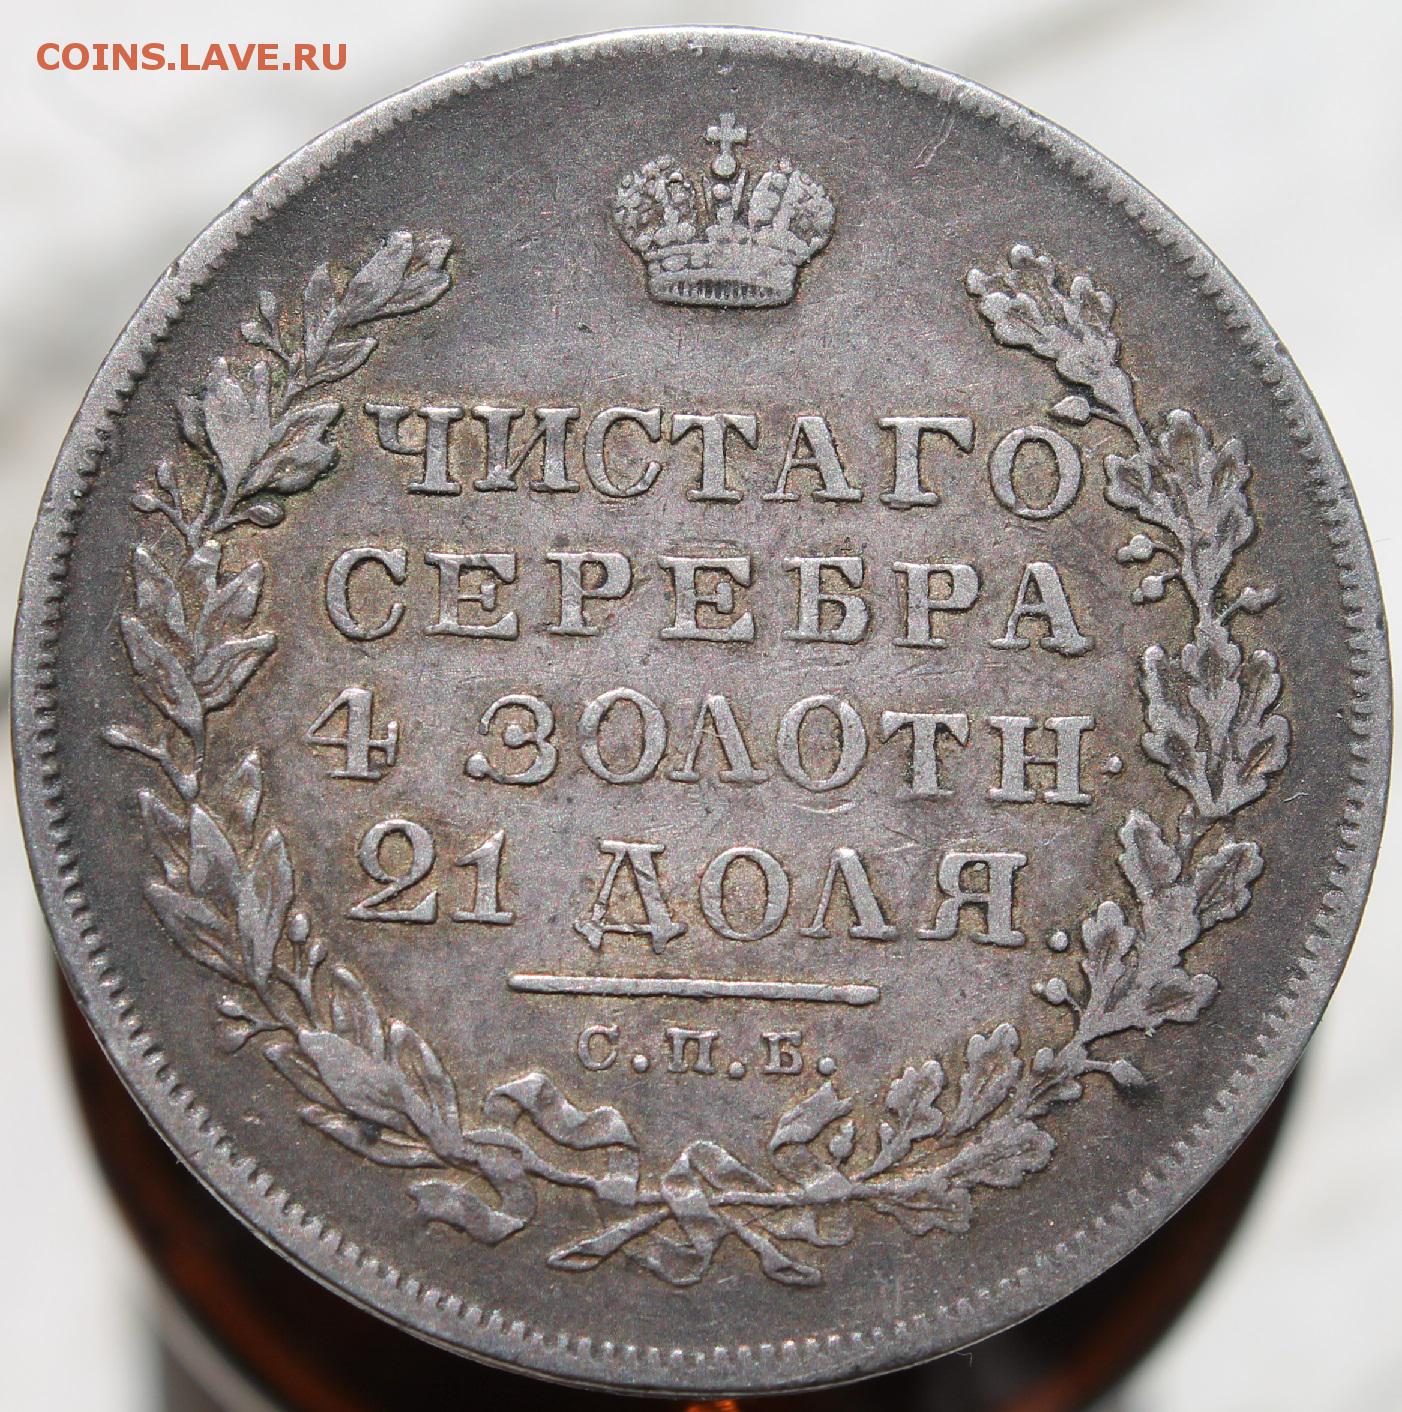 COINS.LAVE.RU
ЧИСТАГО
СЕРЕБРА
4 ЗОЛОТН.
21 ДОЛЯ.
С.П.Б.